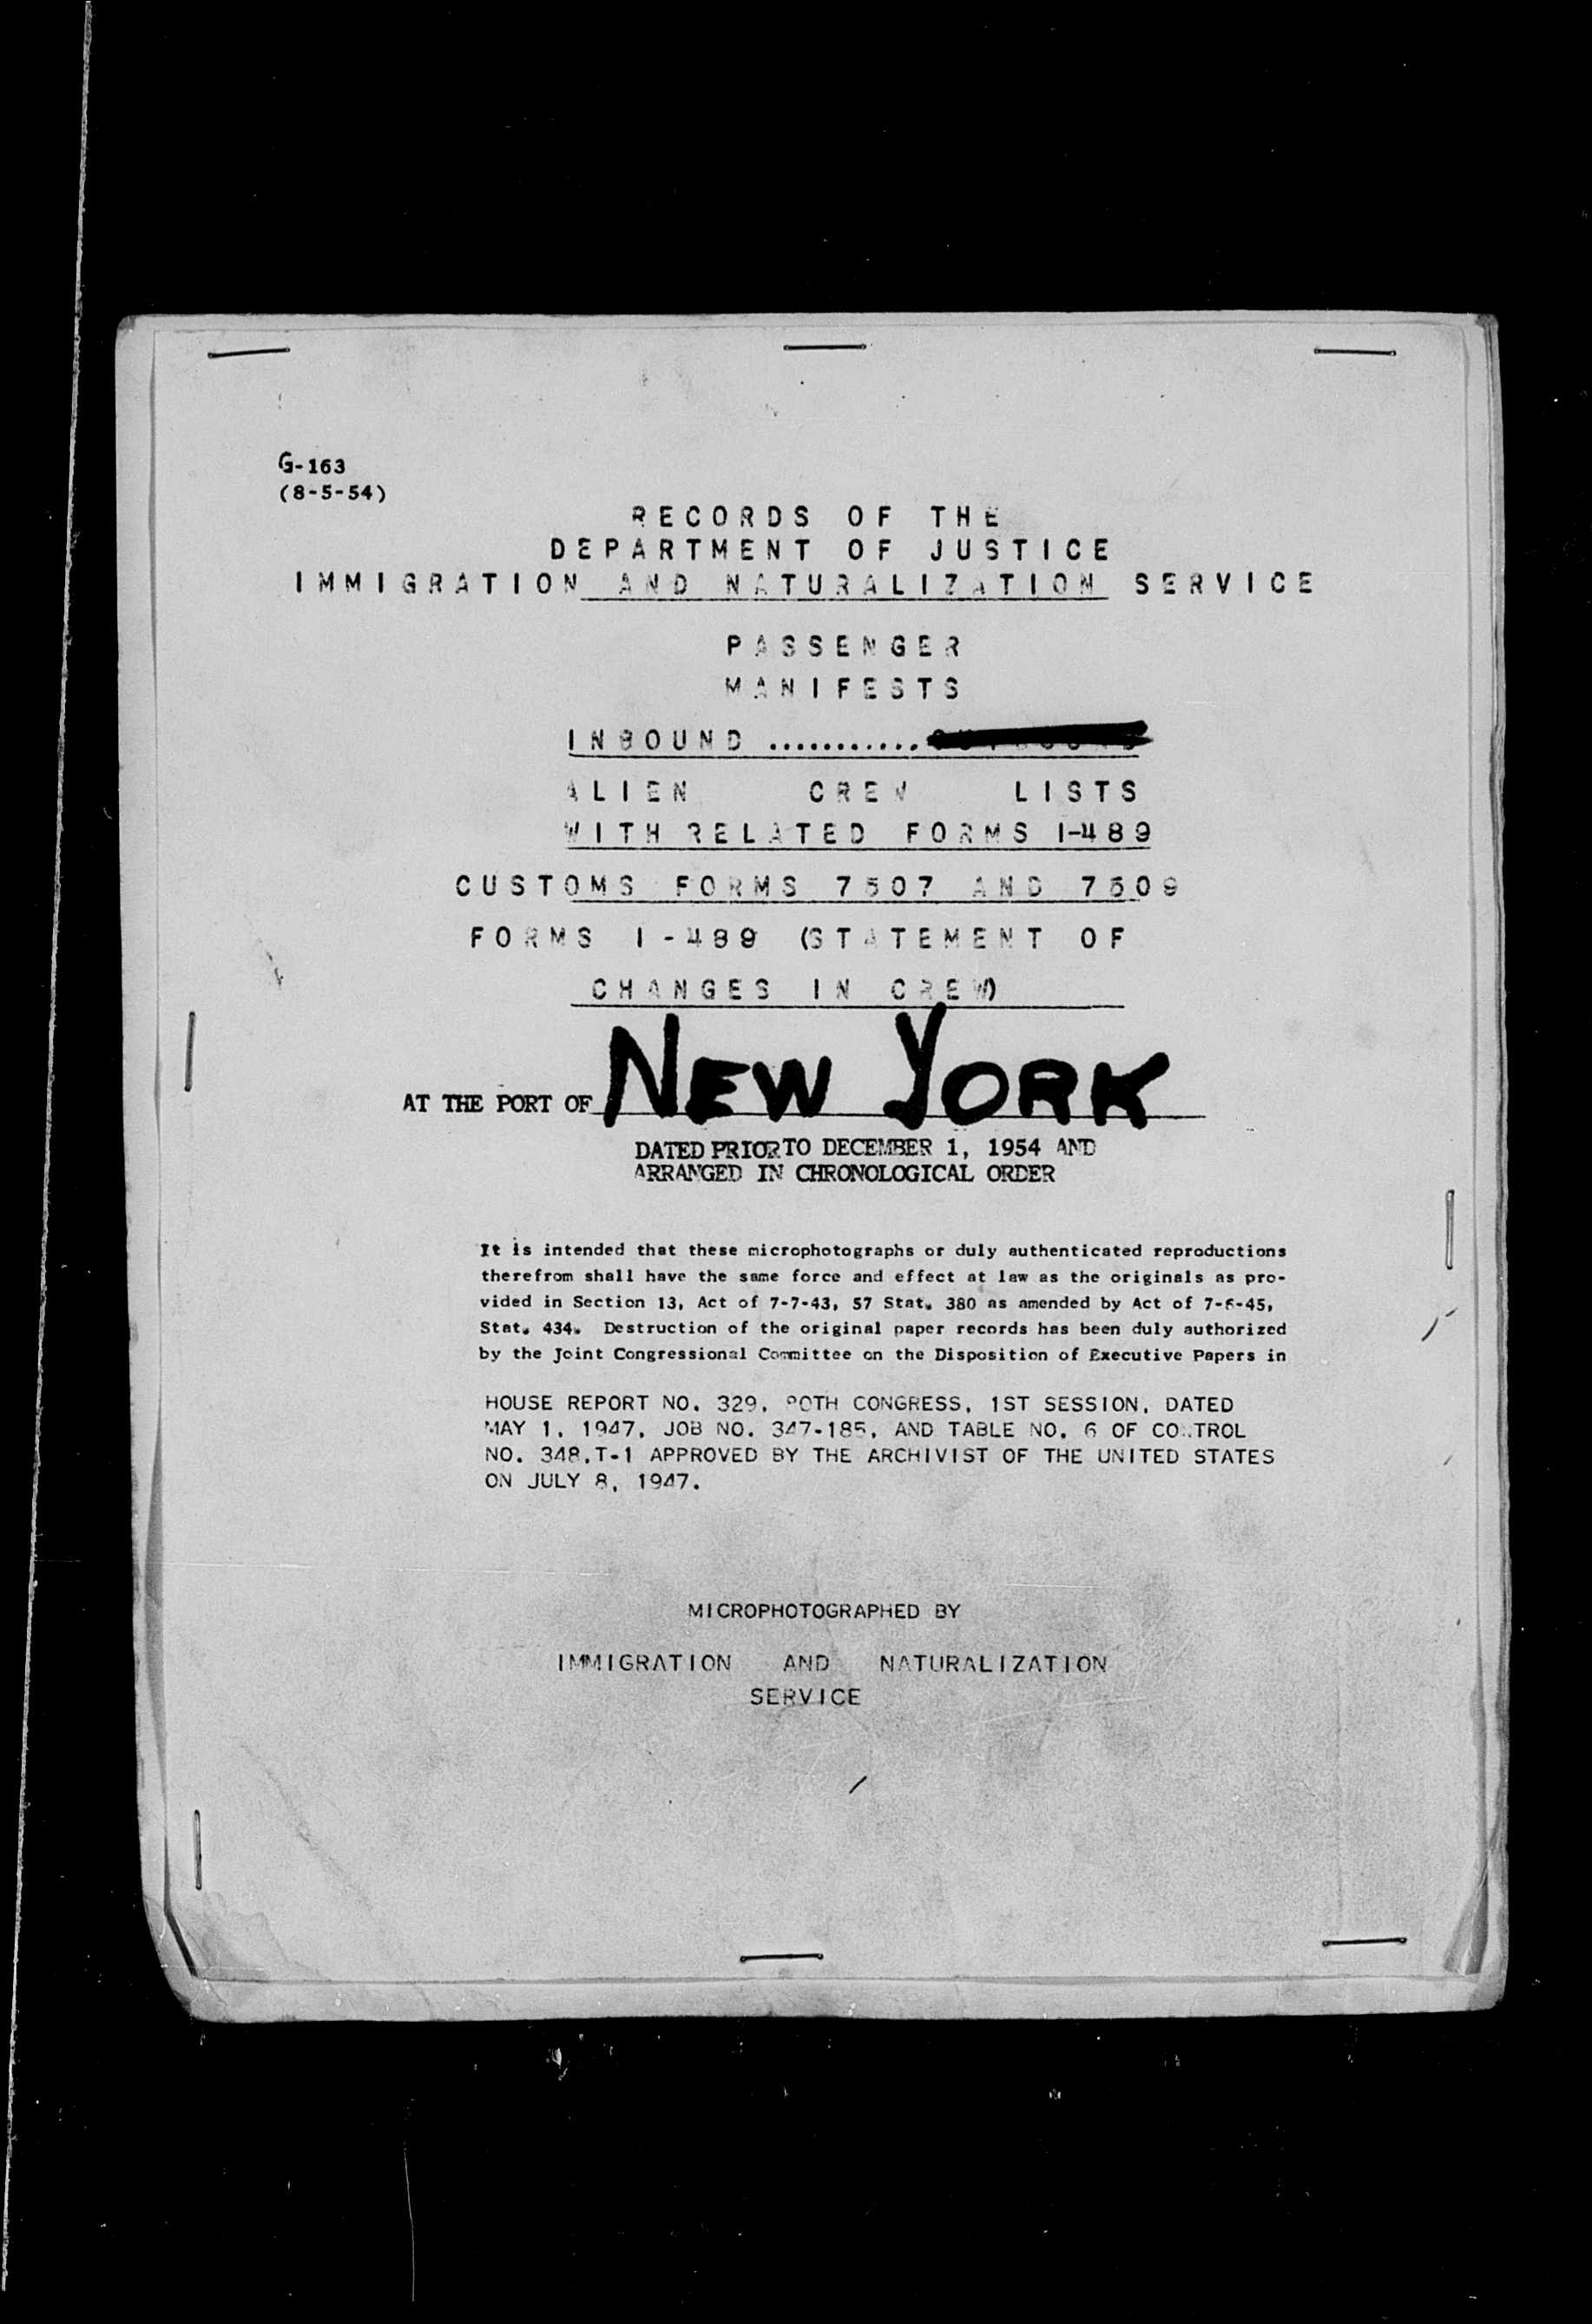 G-163
(8-5-54)
RECORDS OF THE
DEPARTMENT OF JUSTICE
IMMIGRATION AND NATURALIZATION SERVICE
PASSENGER
MANIFESTS
INBOUND ...........
ALIEN CREW LISTS
WITH RELATED FORMS I-489
CUSTOMS FORMS 7507 AND 7509
FORMS I-489 (STATEMENT OF
CHANGES IN CREW)
AT THE PORT OF NEW YORK
DATED PRIOR TO DECEMBER 1, 1954 AND
ARRANGED IN CHRONOLOGICAL ORDER
It is intended that these microphotographs or duly authenticated reproductions
therefrom shall have the same force and effect at law as the originals as pro-
vided in Section 13, Act of 7-7-43, 57 Stat. 380 as amended by Act of 7-6-45,
Stat. 434. Destruction of the original paper records has been duly authorized
by the Joint Congressional Committee on the Disposition of Executive Papers in
HOUSE REPORT NO. 329, 80TH CONGRESS, 1ST SESSION, DATED
MAY 1, 1947, JOB NO. 347-185, AND TABLE NO. 6 OF CONTROL
NO. 348.T-1 APPROVED BY THE ARCHIVIST OF THE UNITED STATES
ON JULY 8, 1947.
MICROPHOTOGRAPHED BY
IMMIGRATION AND NATURALIZATION
SERVICE